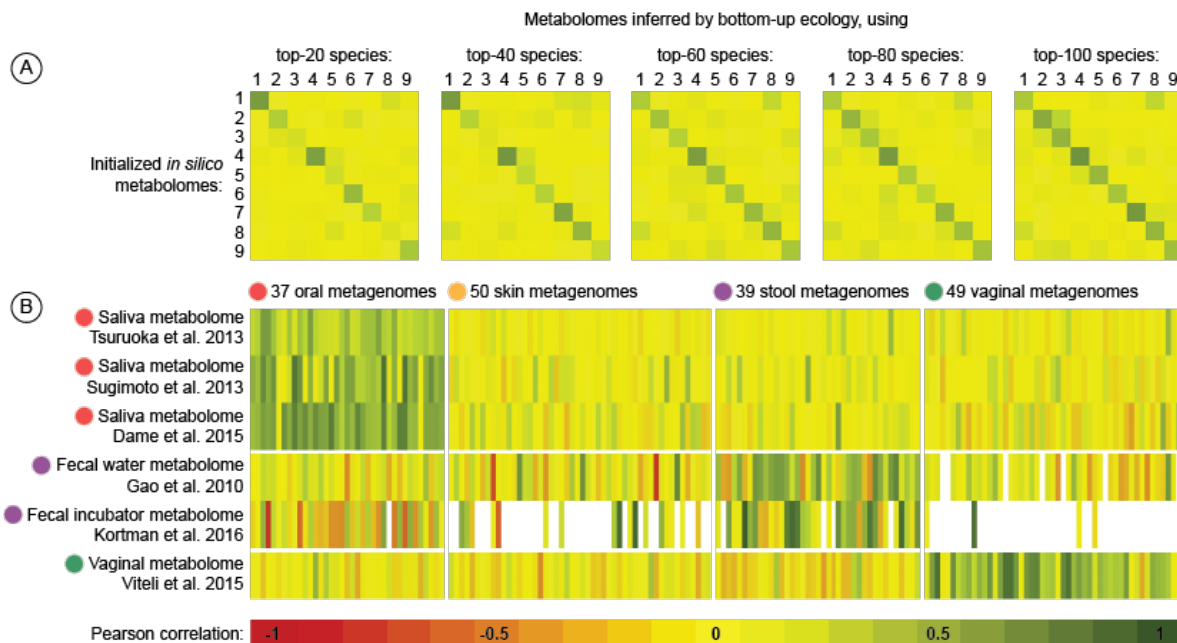 Metabolomes inferred by bottom-up ecology, using
A
top-20 species: top-40 species: top-60 species: top-80 species: top-100 species:
1 2 3 4 5 6 7 8 9 1 2 3 4 5 6 7 8 9 1 2 3 4 5 6 7 8 9 1 2 3 4 5 6 7 8 9 1 2 3 4 5 6 7 8 9
1
2
3
4
5
6
7
8
9
Initialized in silico
metabolomes:
B
37 oral metagenomes 50 skin metagenomes 39 stool metagenomes 49 vaginal metagenomes
Saliva metabolome
Tsuruoka et al. 2013
Saliva metabolome
Sugimoto et al. 2013
Saliva metabolome
Dame et al. 2015
Fecal water metabolome
Gao et al. 2010
Fecal incubator metabolome
Kortman et al. 2016
Vaginal metabolome
Viteli et al. 2015
Pearson correlation: -1 -0.5 0 0.5 1